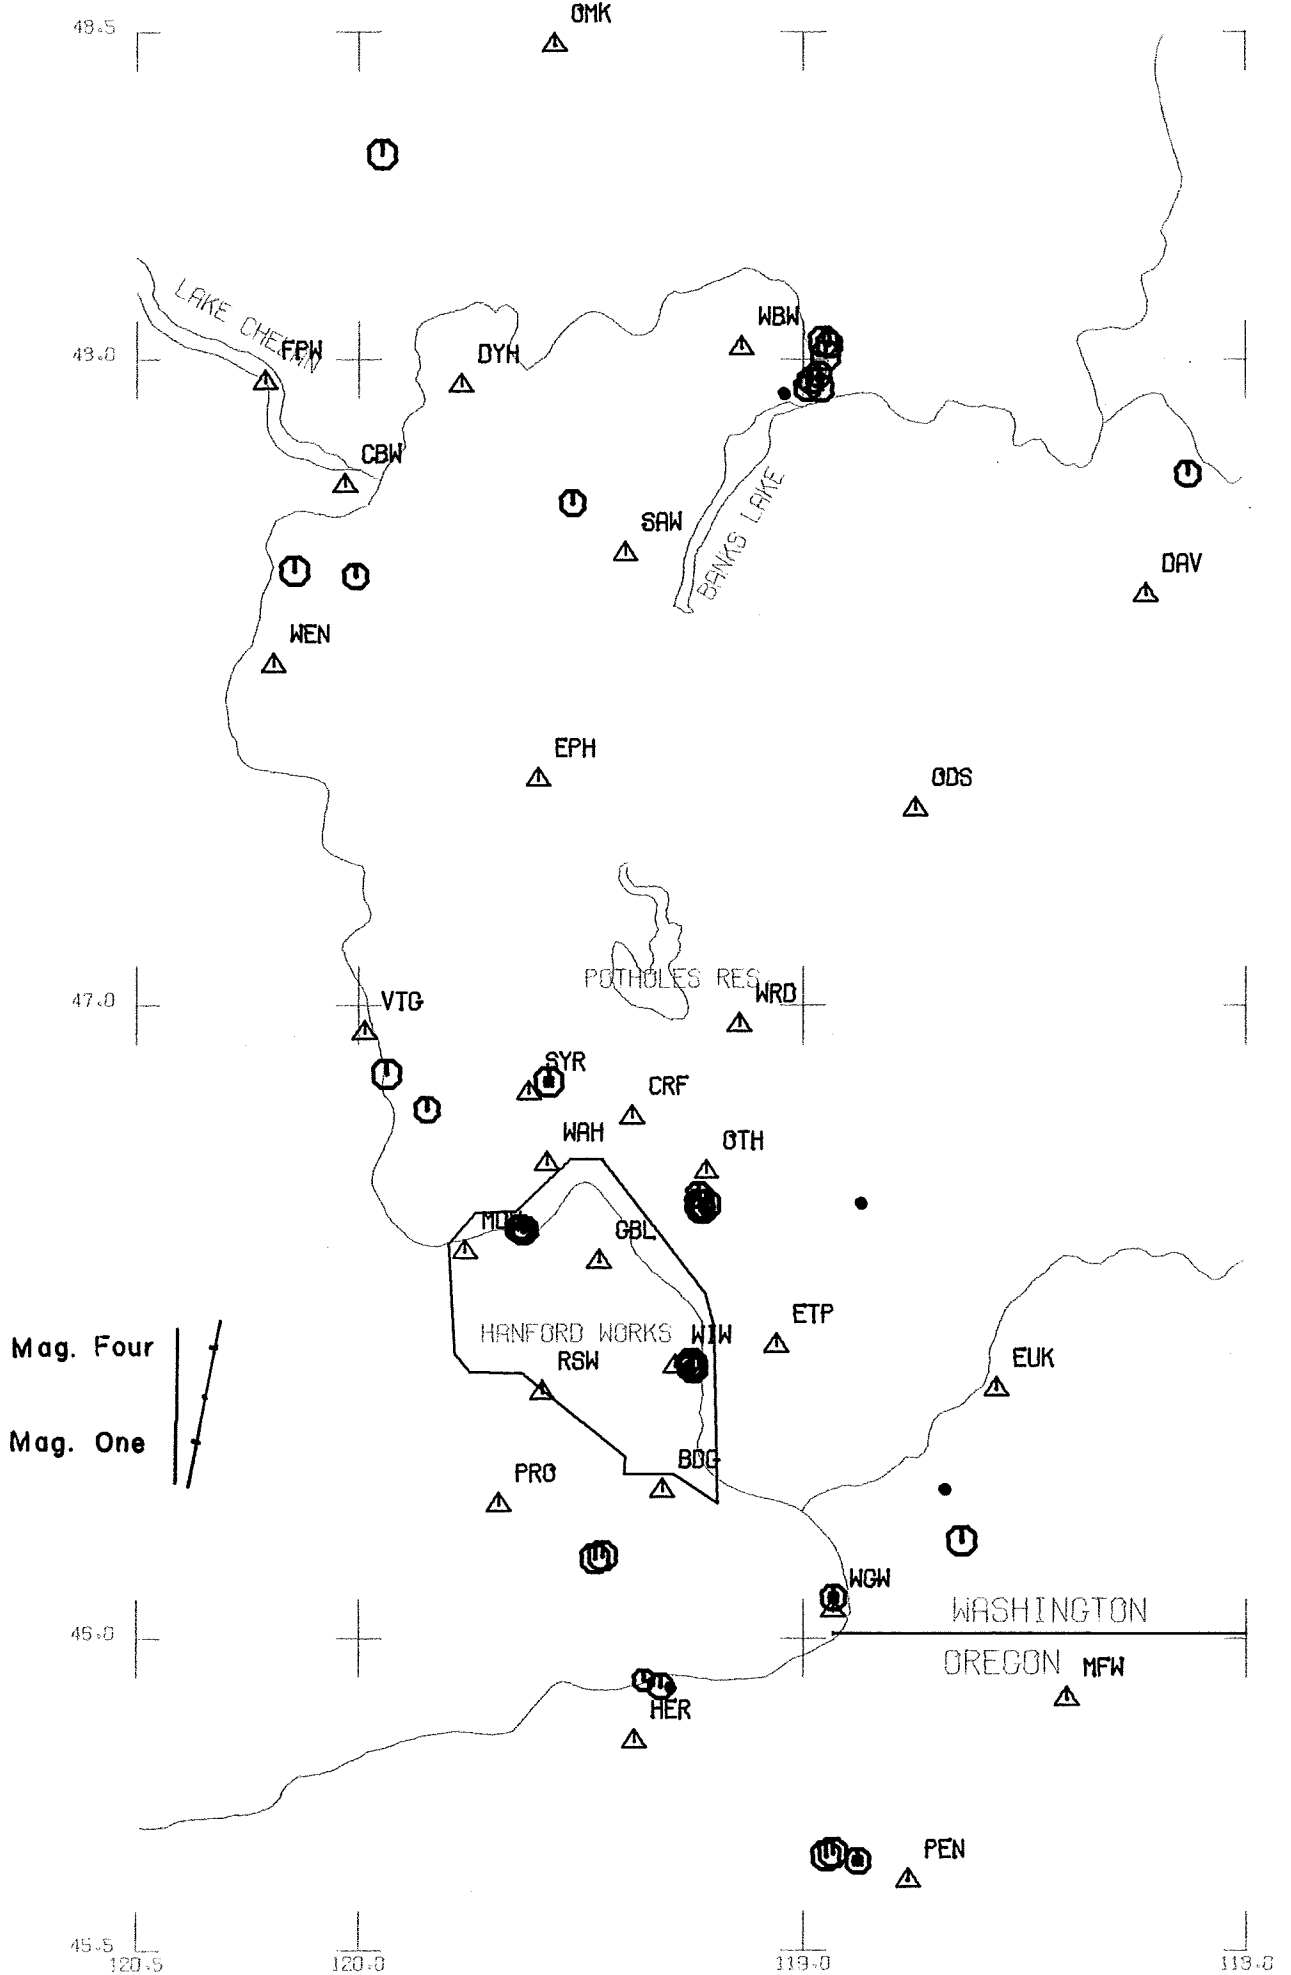 48.5
OMK
LAKE CHELAN
WBW
48.0
FPW
DYH
CBW
BANKS LAKE
SAW
DAV
WEN
EPH
ODS
POTHOLES RES.
47.0
VTG
WRD
SYR
CRF
WAH
OTH
GBL
ETP
HANFORD WORKS
WIW
Mag. Four
RSW
EUK
Mag. One
BDG
PRO
WGW
WASHINGTON
46.0
OREGON
MFW
HER
PEN
45.5
120.5
120.0
119.0
118.0